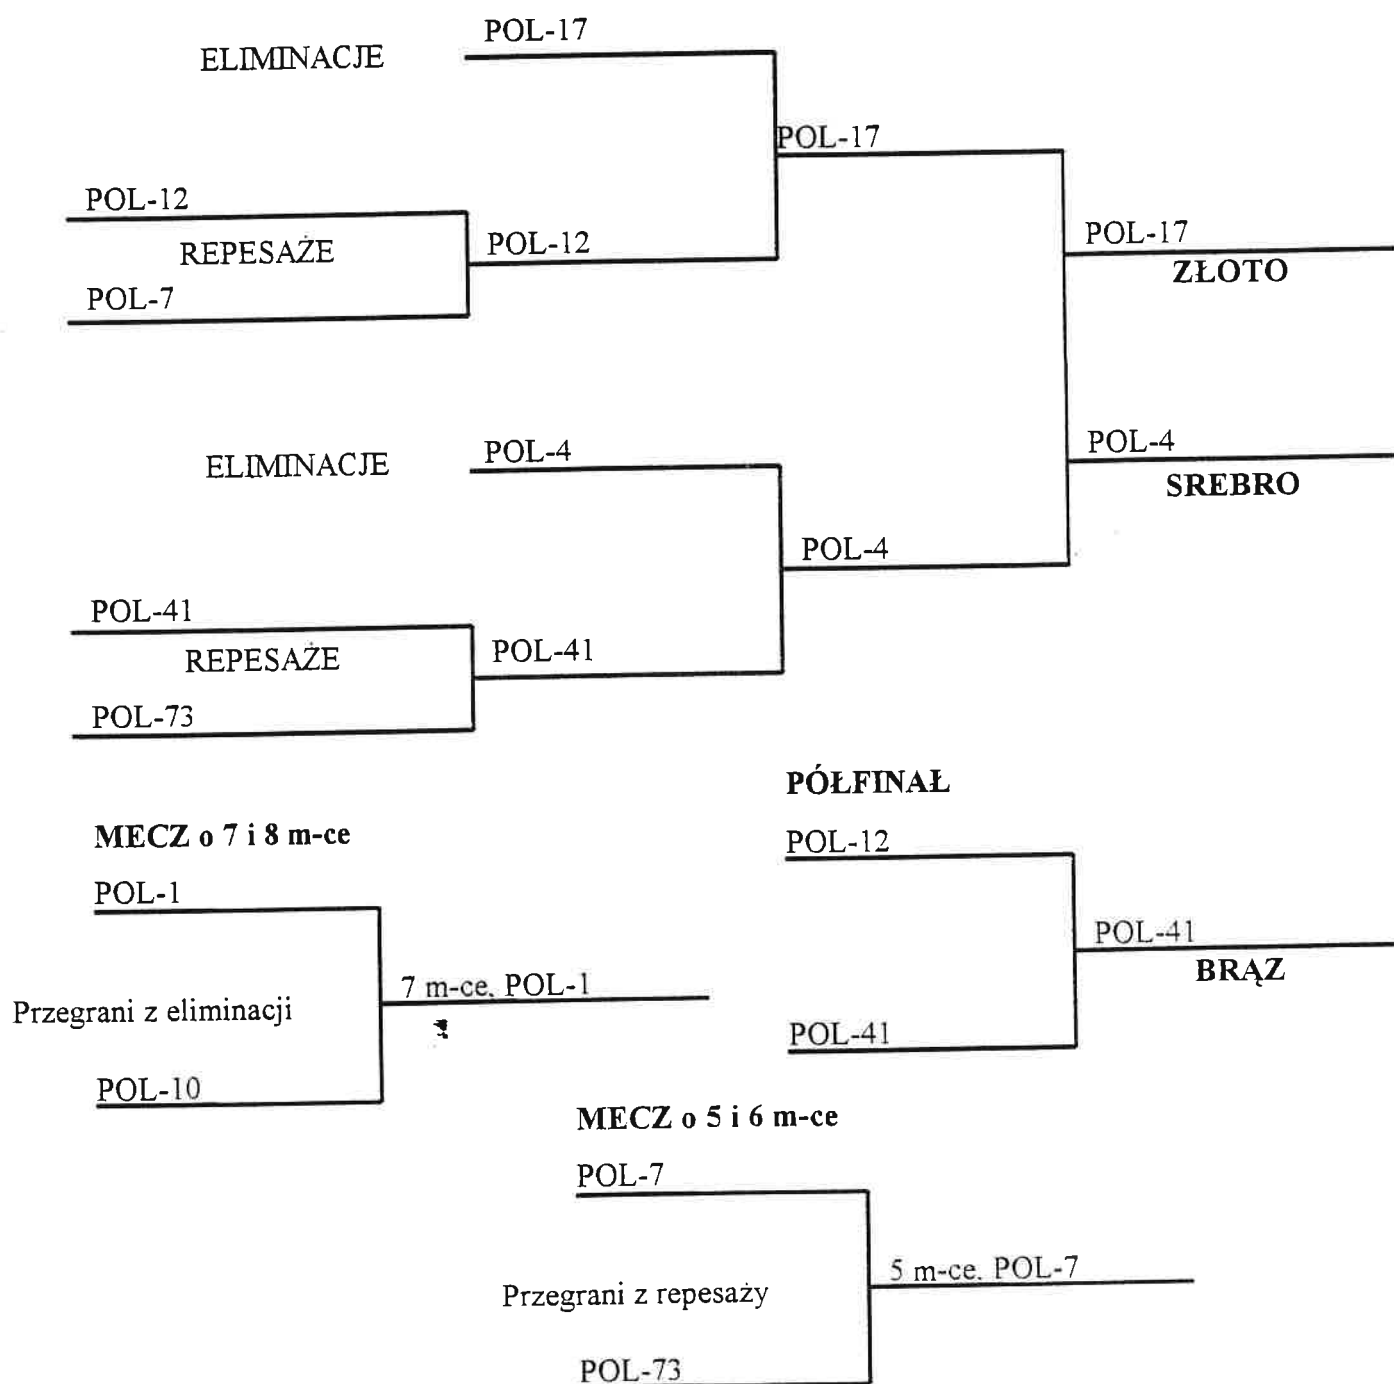 POL-17
ELIMINACJE
POL-17
POL-12
REPESAŻE
POL-12
POL-7
POL-17
ZŁOTO
POL-4
ELIMINACJE
POL-4
SREBRO
POL-4
POL-41
REPESAŻE
POL-41
POL-73
PÓŁFINAŁ
MECZ o 7 i 8 m-ce
POL-12
POL-1
POL-41
BRĄZ
7 m-ce. POL-1
Przegrani z eliminacji
POL-41
POL-10
MECZ o 5 i 6 m-ce
POL-7
5 m-ce. POL-7
Przegrani z repesaży
POL-73